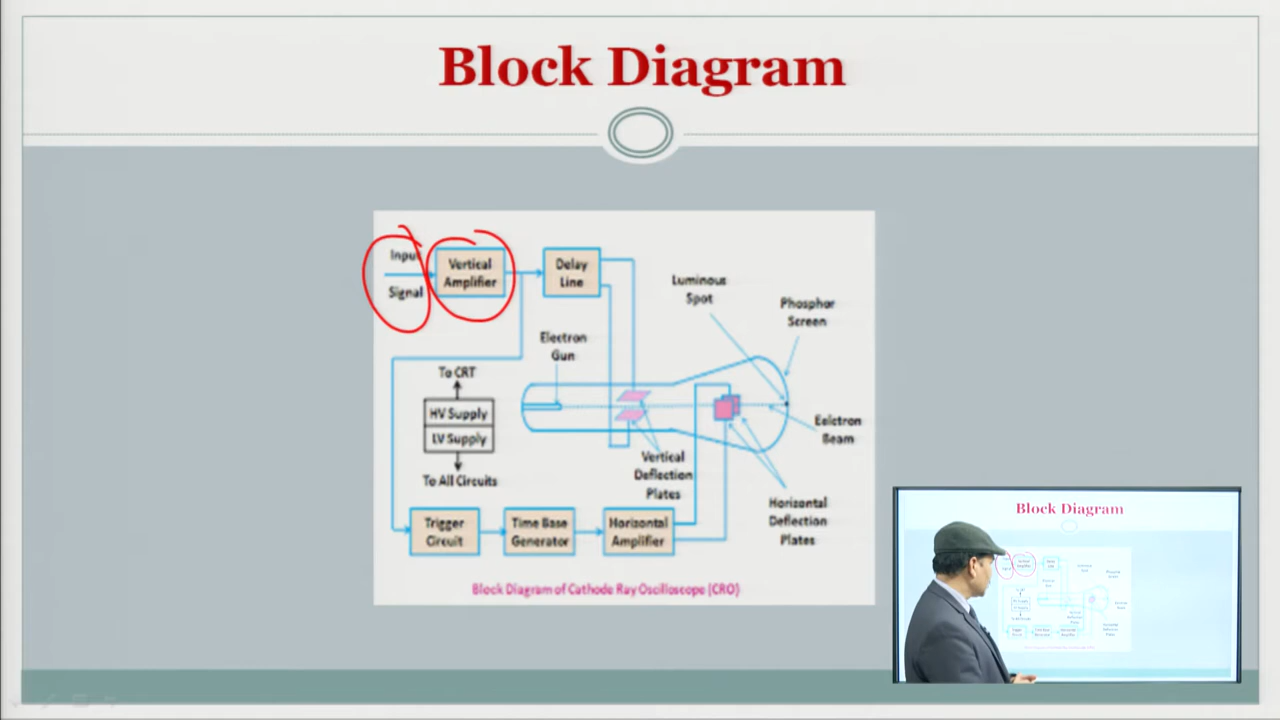 Block Diagram
Input
Signal
Vertical
Amplifier
Delay
Line
Luminous
Spot
Phosphor
Screen
Electron
Gun
To CRT
HV Supply
LV Supply
To All Circuits
Eelctron
Beam
Vertical
Deflection
Plates
Horizontal
Deflection
Plates
Trigger
Circuit
Time Base
Generator
Horizontal
Amplifier
Block Diagram of Cathode Ray Oscilloscope (CRO)
Block Diagram